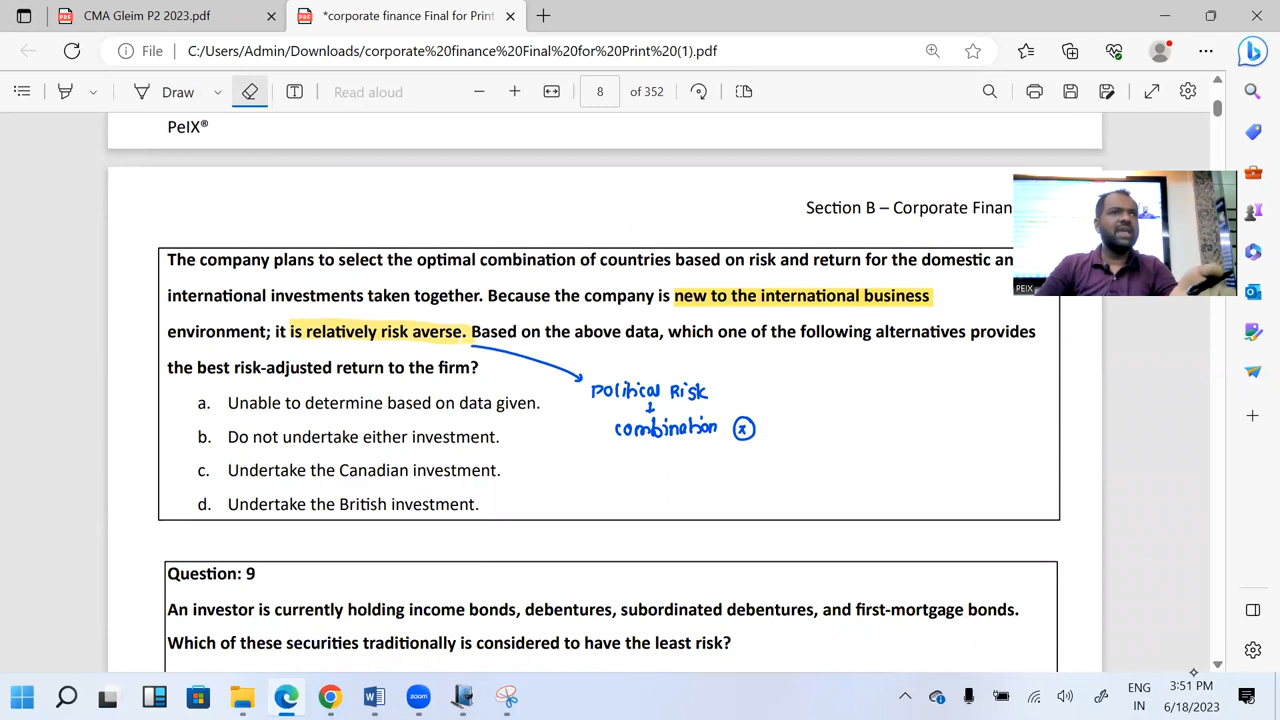 CMA Gleim P2 2023.pdf
*corporate finance Final for Print
File
C:/Users/Admin/Downloads/corporate%20finance%20Final%20for%20Print%20(1).pdf
Draw
Read aloud
8
of 352
PeIX®
Section B – Corporate Finan
The company plans to select the optimal combination of countries based on risk and return for the domestic an
international investments taken together. Because the company is new to the international business
environment; it is relatively risk averse. Based on the above data, which one of the following alternatives provides
the best risk-adjusted return to the firm?
political Risk
a. Unable to determine based on data given.
combination (x)
b. Do not undertake either investment.
c. Undertake the Canadian investment.
d. Undertake the British investment.
Question: 9
An investor is currently holding income bonds, debentures, subordinated debentures, and first-mortgage bonds.
Which of these securities traditionally is considered to have the least risk?
PEIX
zoom
ENG
IN
3:51 PM
6/18/2023